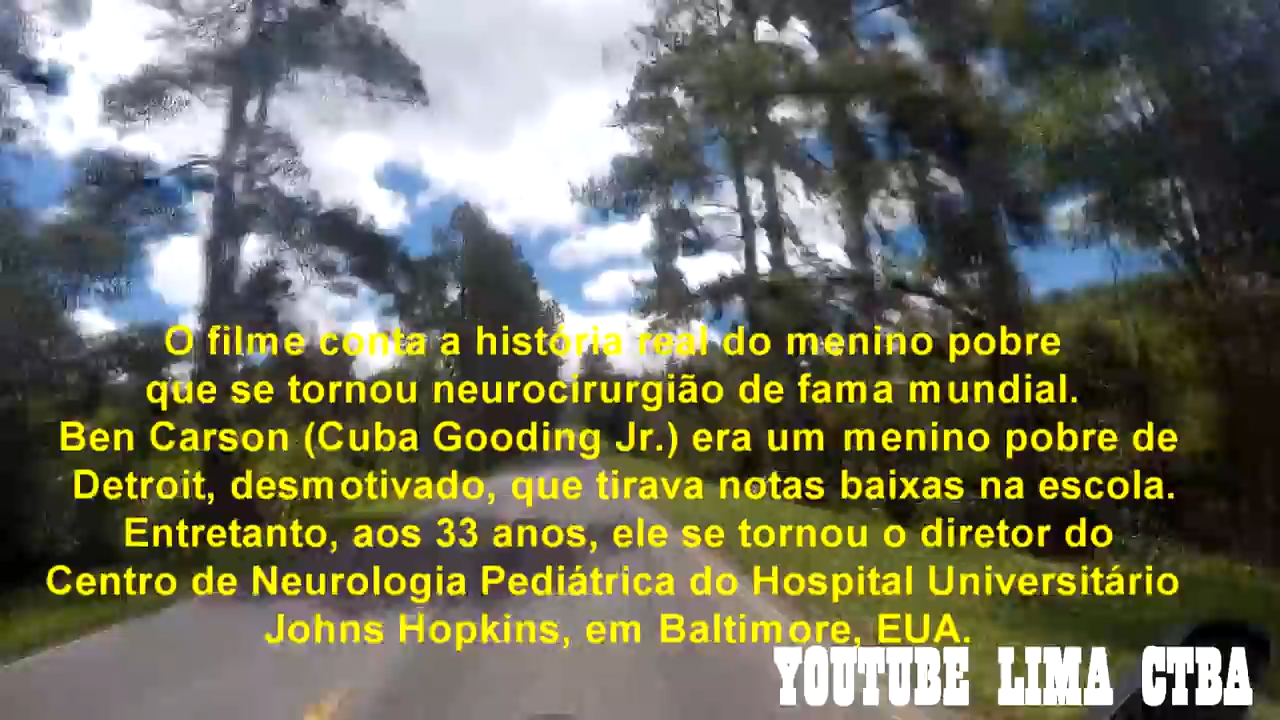 O filme conta a história real do menino pobre
que se tornou neurocirurgião de fama mundial.
Ben Carson (Cuba Gooding Jr.) era um menino pobre de
Detroit, desmotivado, que tirava notas baixas na escola.
Entretanto, aos 33 anos, ele se tornou o diretor do
Centro de Neurologia Pediátrica do Hospital Universitário
Johns Hopkins, em Baltimore, EUA.
YOUTUBE LIMA CTBA